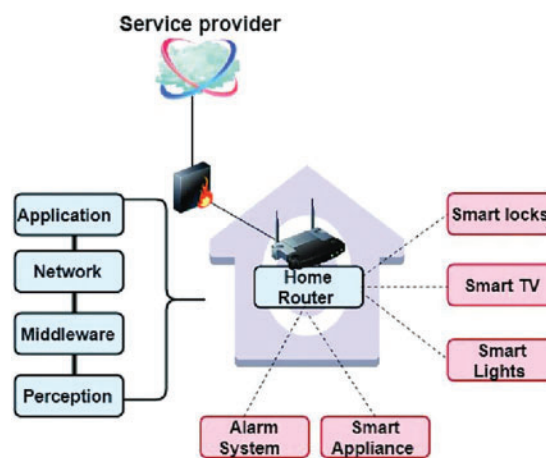 Service provider
Application
Network
Middleware
Perception
Home
Router
Smart locks
Smart TV
Smart
Lights
Alarm
System
Smart
Appliance